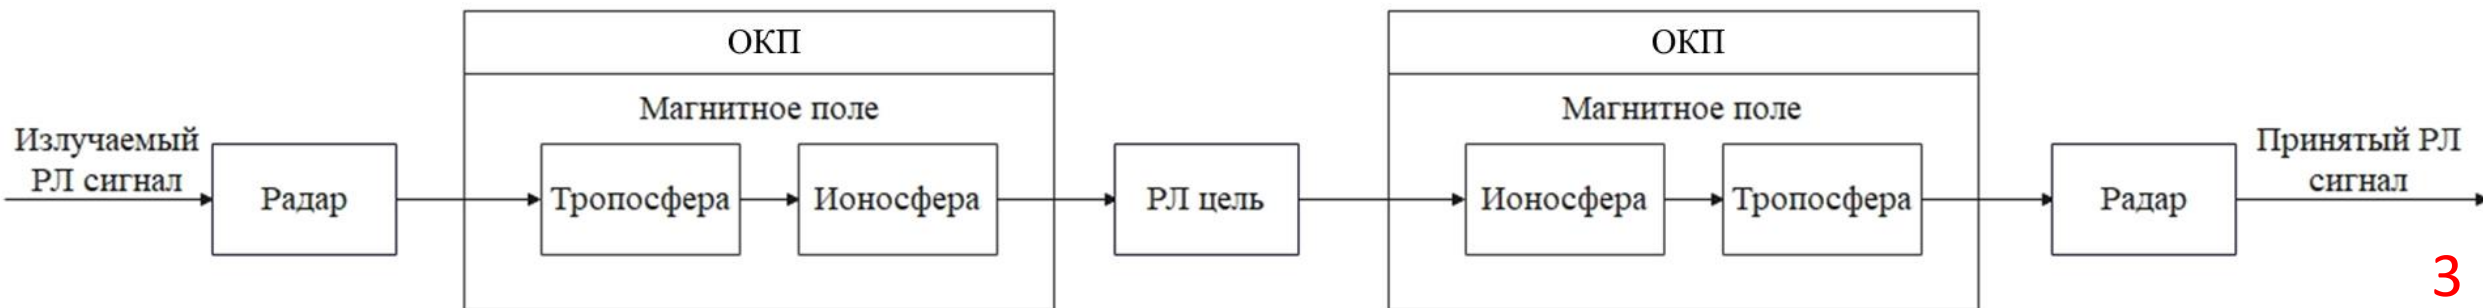 Излучаемый
РЛ сигнал
Радар
ОКП
Магнитное поле
Тропосфера
Ионосфера
РЛ цель
ОКП
Магнитное поле
Ионосфера
Тропосфера
Радар
Принятый РЛ
сигнал
3